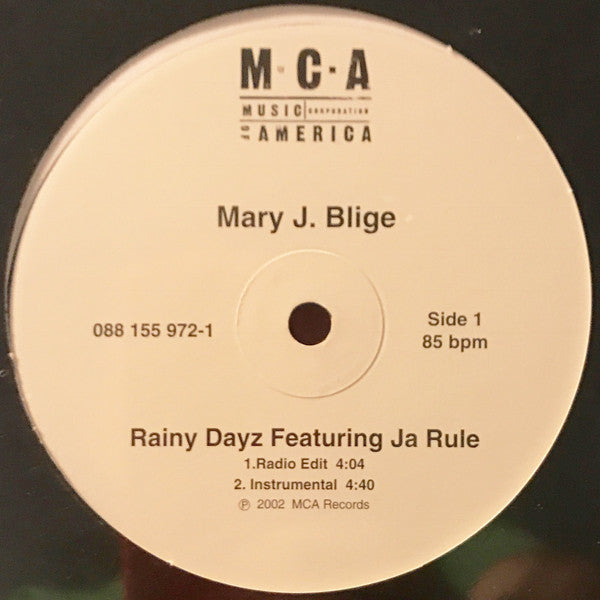 M·C·A
MUSIC CORPORATION
OF AMERICA
Mary J. Blige
088 155 972-1
Side 1
85 bpm
Rainy Dayz Featuring Ja Rule
1.Radio Edit 4:04
2. Instrumental 4:40
℗ 2002 MCA Records